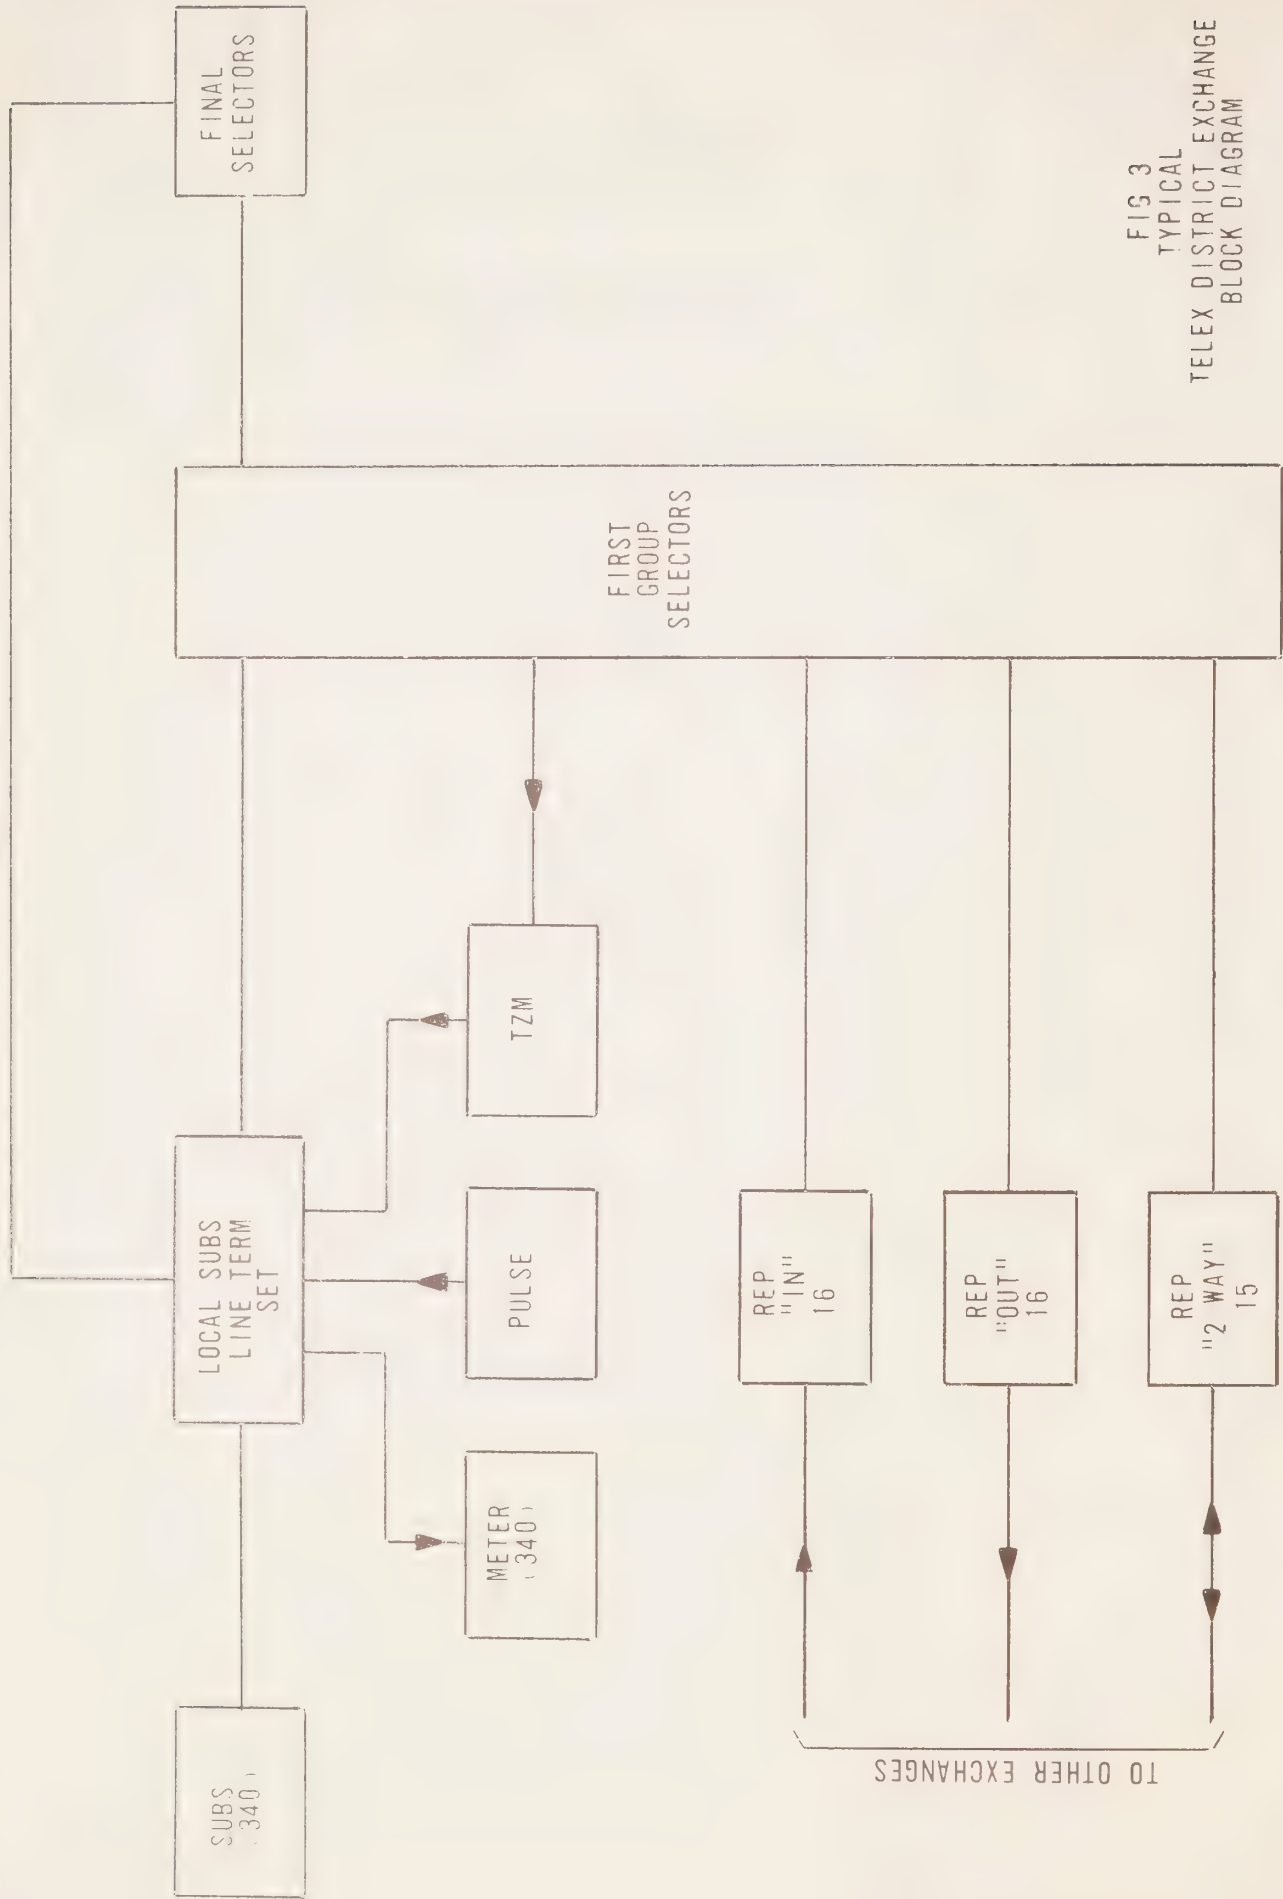 SUBS
(340)
LOCAL SUBS
LINE TERM
SET
FINAL
SELECTORS
METER
(340)
PULSE
TZM
FIRST
GROUP
SELECTORS
TO OTHER EXCHANGES
REP
"IN"
16
REP
"OUT"
16
REP
"2 WAY"
15
FIG 3
TYPICAL
TELEX DISTRICT EXCHANGE
BLOCK DIAGRAM